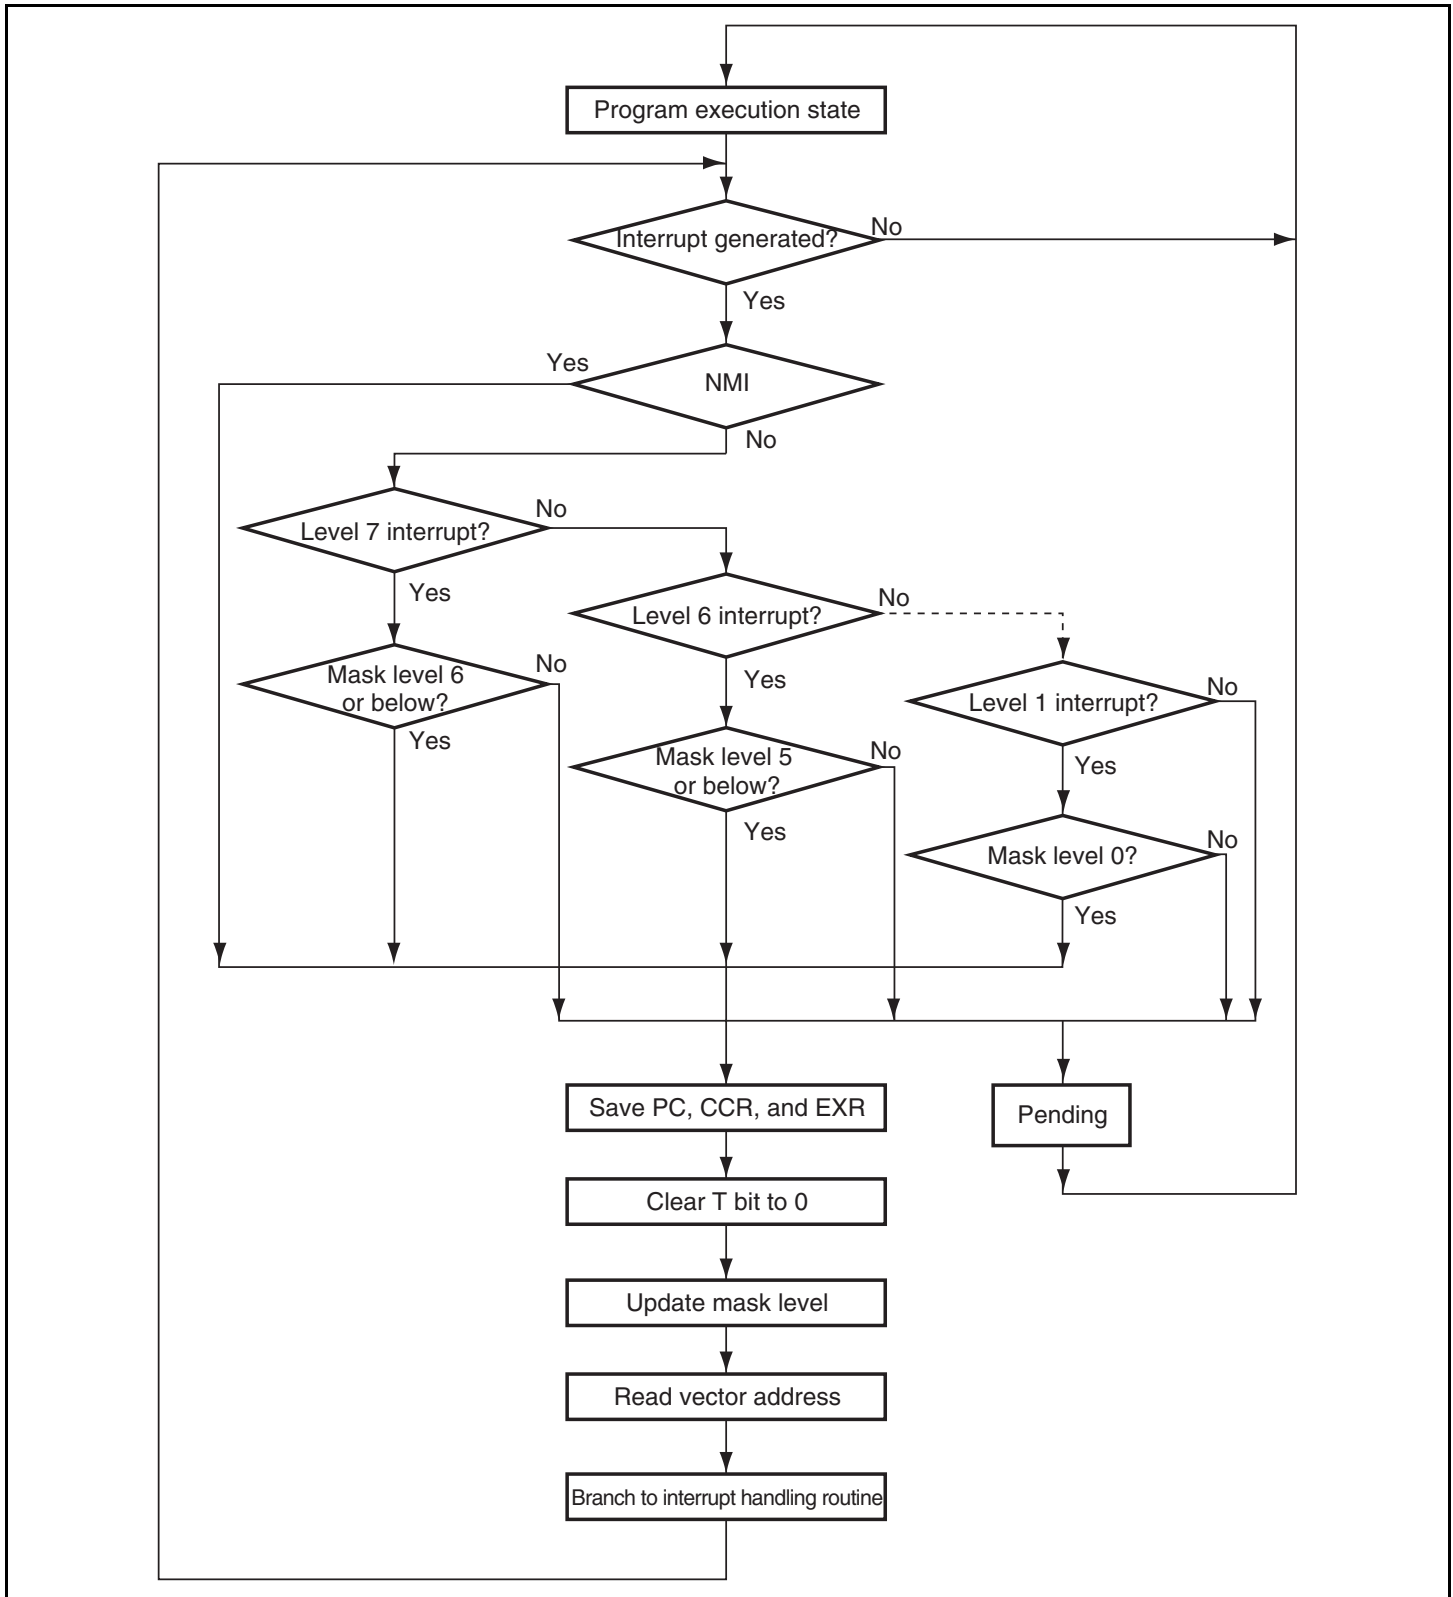 Program execution state
Interrupt generated?
No
Yes
Yes
NMI
No
Level 7 interrupt?
No
Yes
Level 6 interrupt?
No
Yes
Mask level 6
or below?
No
Yes
Level 1 interrupt?
No
Yes
Mask level 5
or below?
No
Yes
Mask level 0?
No
Yes
Save PC, CCR, and EXR
Pending
Clear T bit to 0
Update mask level
Read vector address
Branch to interrupt handling routine